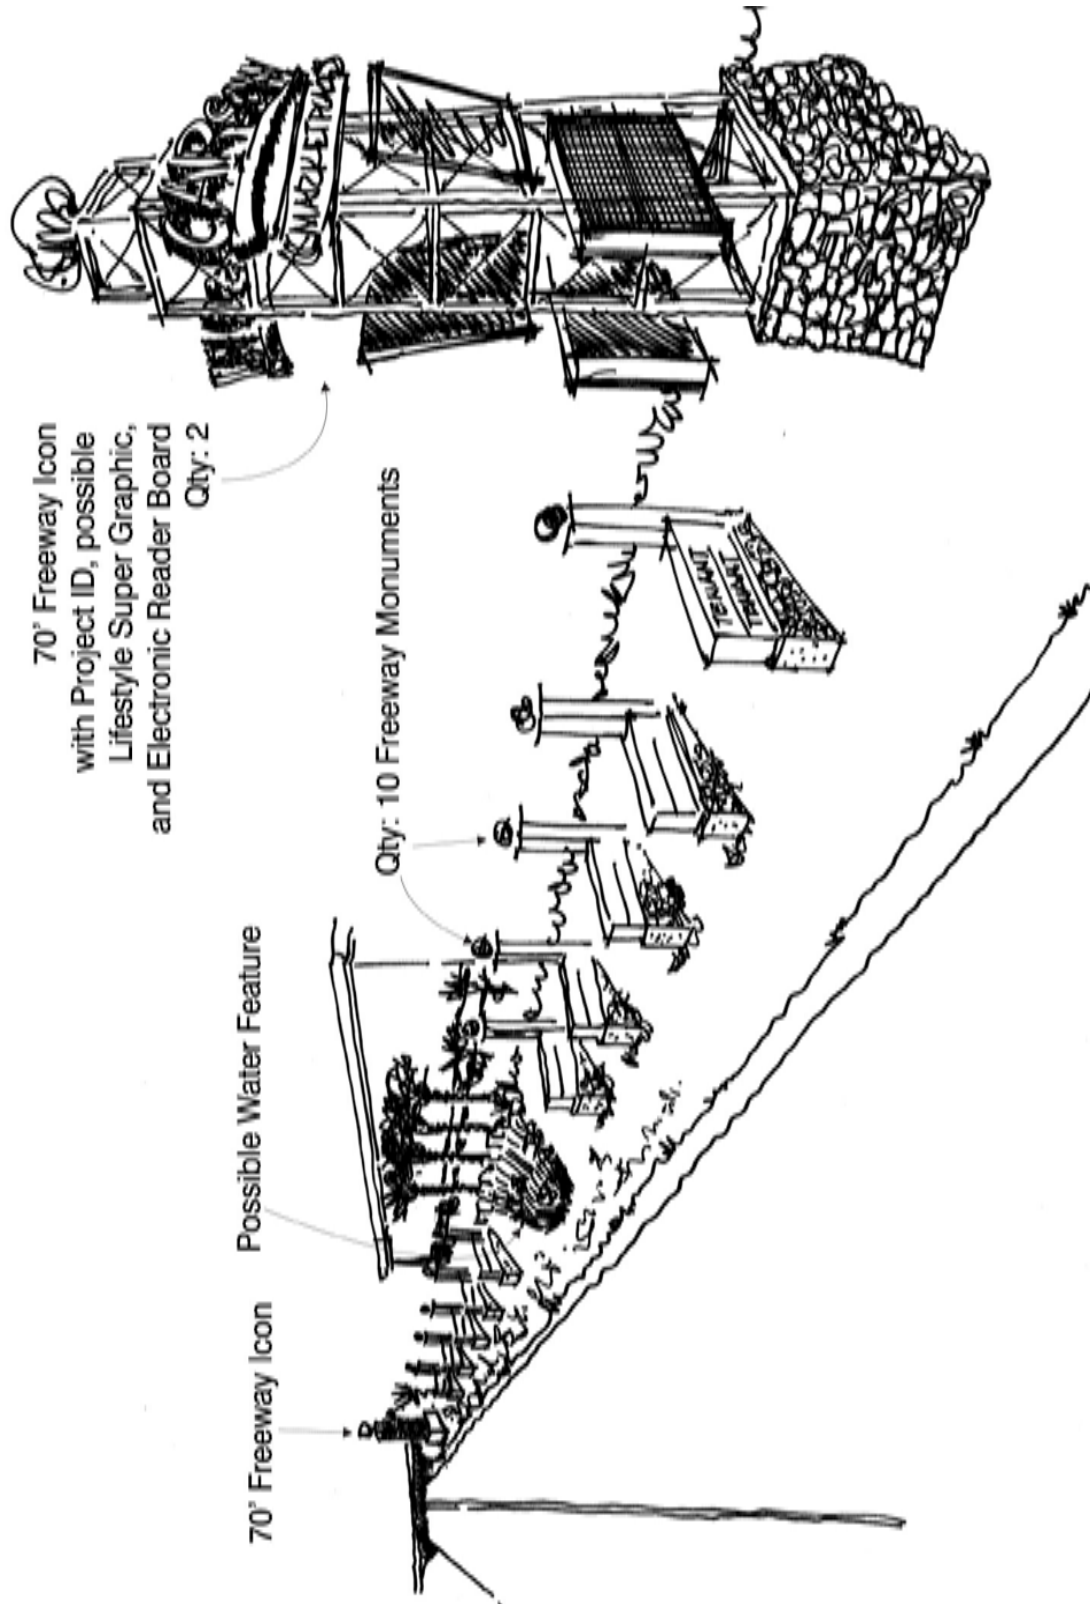 70' Freeway Icon
with Project ID, possible
Lifestyle Super Graphic,
and Electronic Reader Board
Qty: 2
Qty: 10 Freeway Monuments
Possible Water Feature
70' Freeway Icon
TENANT
TENANT